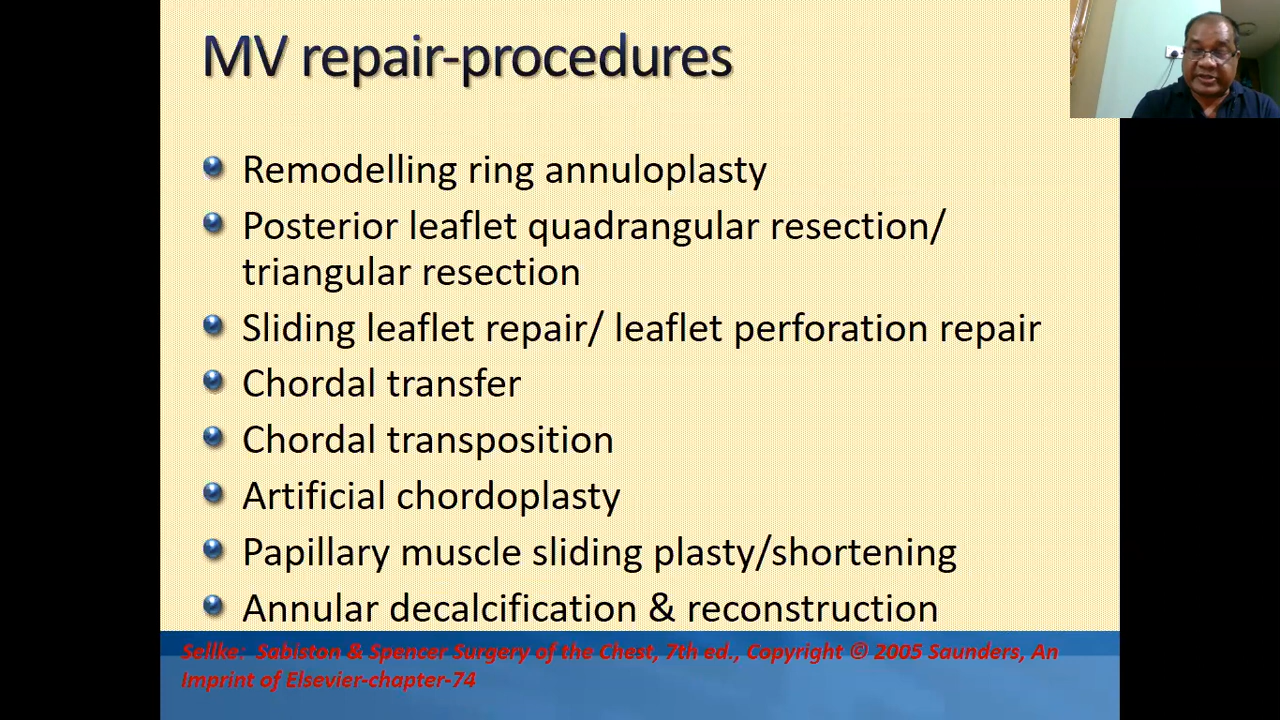 MV repair-procedures
Remodelling ring annuloplasty
Posterior leaflet quadrangular resection/
triangular resection
Sliding leaflet repair/ leaflet perforation repair
Chordal transfer
Chordal transposition
Artificial chordoplasty
Papillary muscle sliding plasty/shortening
Annular decalcification & reconstruction
Sellke: Sabiston & Spencer Surgery of the Chest, 7th ed., Copyright © 2005 Saunders, An
Imprint of Elsevier-chapter-74